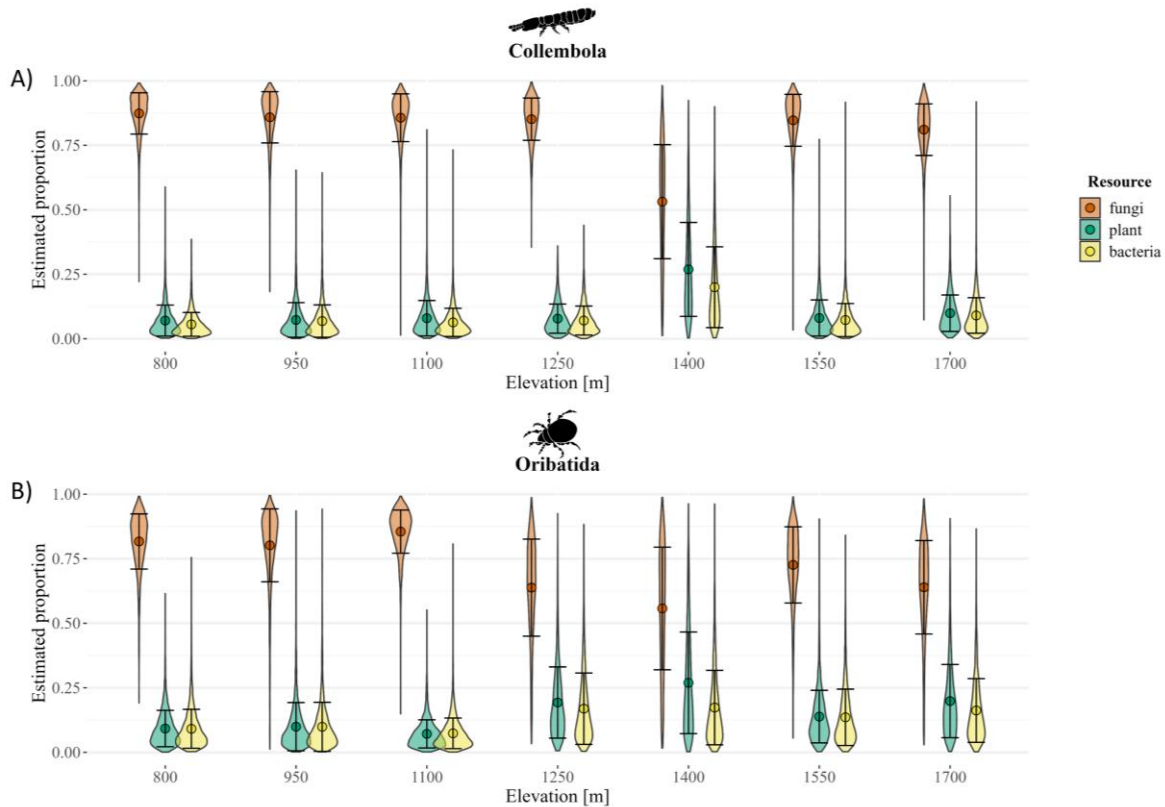 Collembola
A)
1.00
0.75
0.50
0.25
0.00
Estimated proportion
800 950 1100 1250 1400 1550 1700
Elevation [m]
Resource
fungi
plant
bacteria
Oribatida
B)
1.00
0.75
0.50
0.25
0.00
Estimated proportion
800 950 1100 1250 1400 1550 1700
Elevation [m]